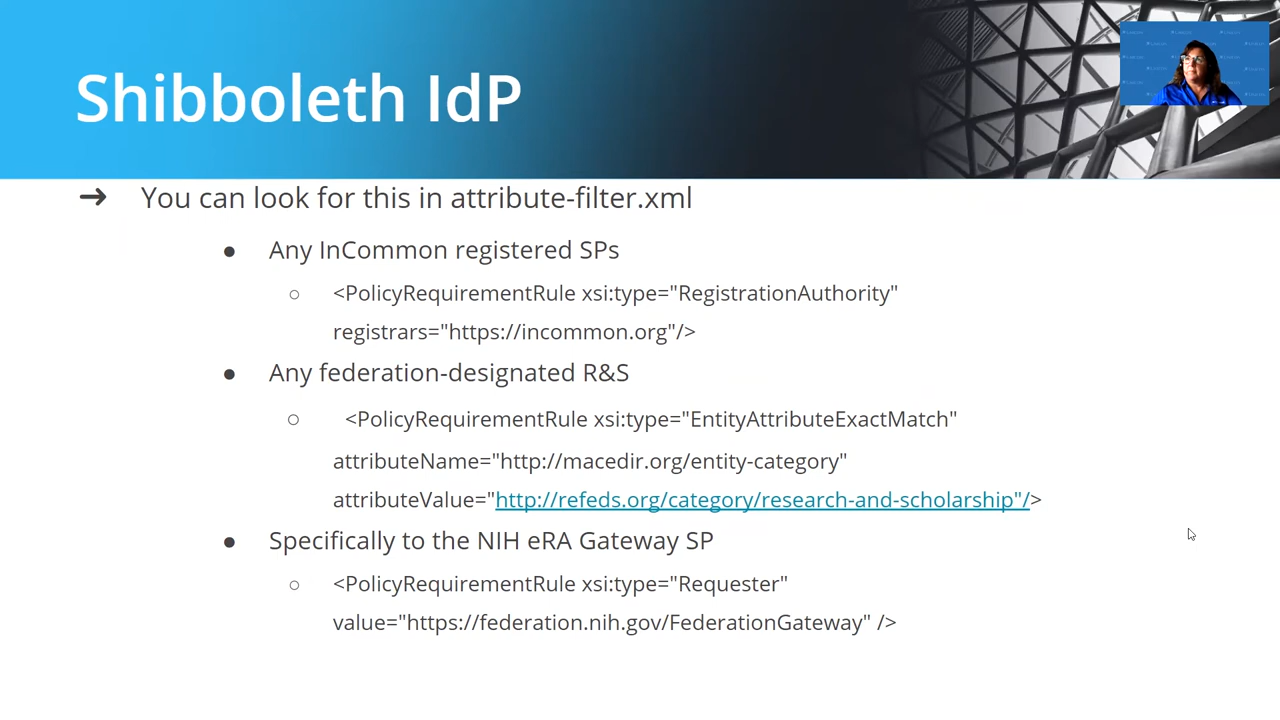 Shibboleth IdP
➔ You can look for this in attribute-filter.xml
● Any InCommon registered SPs
○ <PolicyRequirementRule xsi:type="RegistrationAuthority"
registrars="https://incommon.org"/>
● Any federation-designated R&S
○ <PolicyRequirementRule xsi:type="EntityAttributeExactMatch"
attributeName="http://macedir.org/entity-category"
attributeValue="http://refeds.org/category/research-and-scholarship"/>
● Specifically to the NIH eRA Gateway SP
○ <PolicyRequirementRule xsi:type="Requester"
value="https://federation.nih.gov/FederationGateway" />